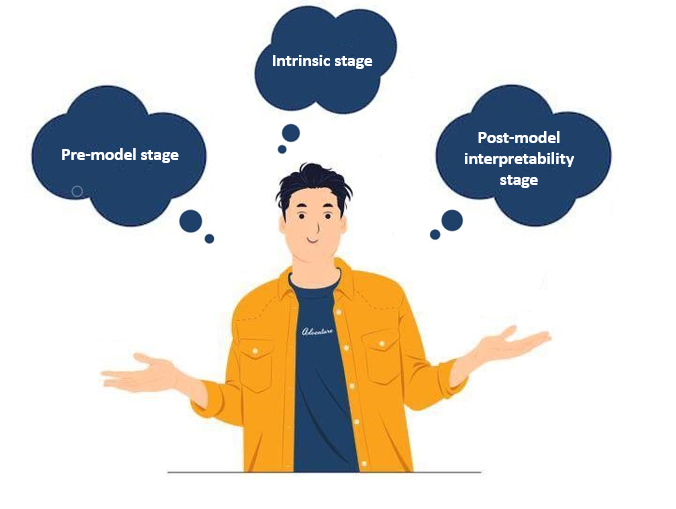 Intrinsic stage
Pre-model stage
Post-model
interpretability
stage
Adventure